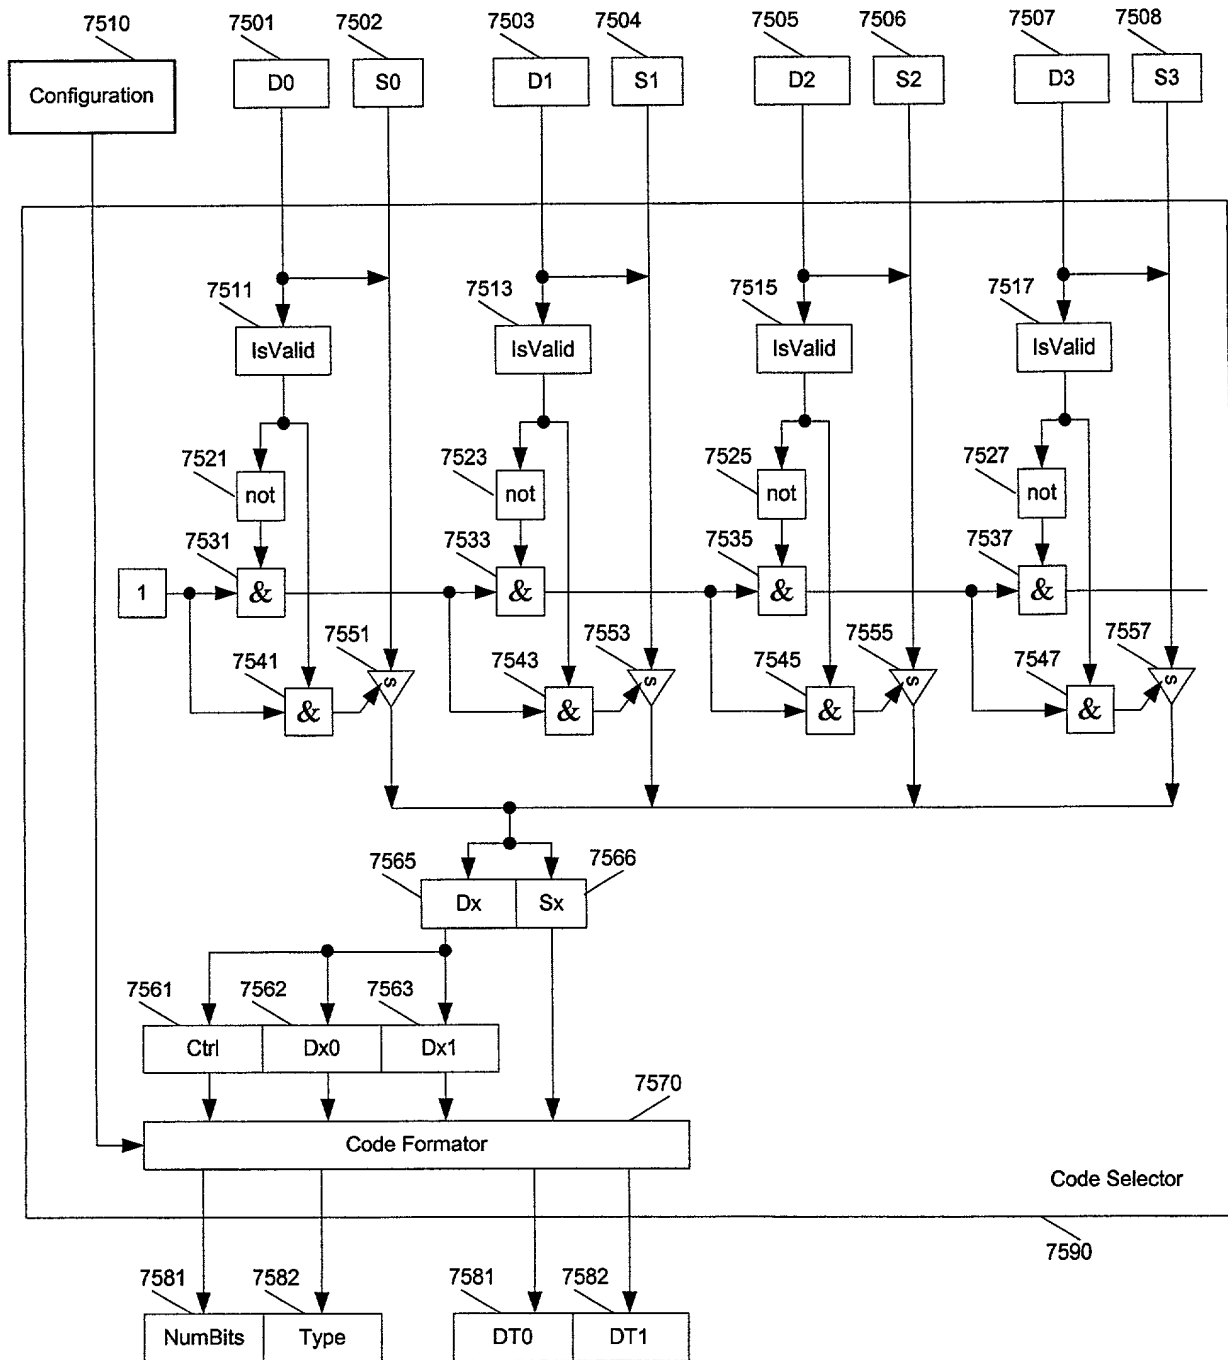 7510 7501 7502 7503 7504 7505 7506 7507 7508
Configuration D0 S0 D1 S1 D2 S2 D3 S3
7511 7513 7515 7517
IsValid IsValid IsValid IsValid
7521 7523 7525 7527
not not not not
7531 7533 7535 7537
1 & & & &
7541 7551 7543 7553 7545 7555 7547 7557
& s & s & s & s
7565 7566
Dx Sx
7561 7562 7563
Ctrl Dx0 Dx1
7570
Code Formator
Code Selector
7590
7581 7582 7581 7582
NumBits Type DT0 DT1